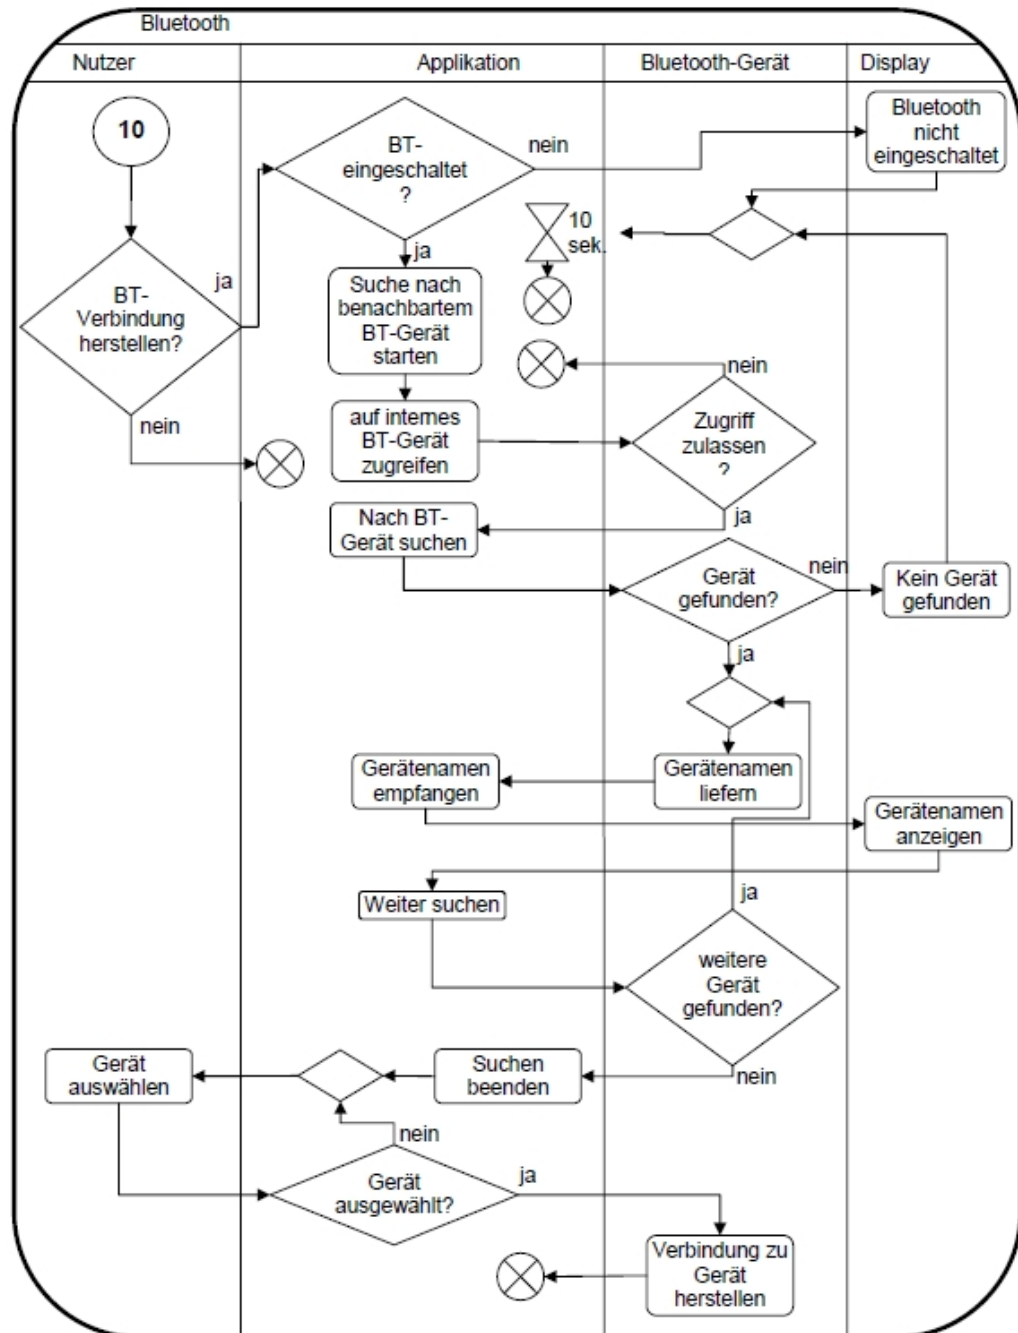 Bluetooth
Nutzer
Applikation
Bluetooth-Gerät
Display
10
BT-
eingeschaltet
?
nein
Bluetooth
nicht
eingeschaltet
10
sek.
ja
ja
BT-
Verbindung
herstellen?
Suche nach
benachbartem
BT-Gerät
starten
nein
nein
auf internes
BT-Gerät
zugreifen
Zugriff
zulassen
?
ja
Nach BT-
Gerät suchen
Gerät
gefunden?
nein
Kein Gerät
gefunden
ja
Gerätenamen
empfangen
Gerätenamen
liefern
Gerätenamen
anzeigen
Weiter suchen
ja
weitere
Gerät
gefunden?
nein
Gerät
auswählen
Suchen
beenden
nein
Gerät
ausgewählt?
ja
Verbindung zu
Gerät
herstellen